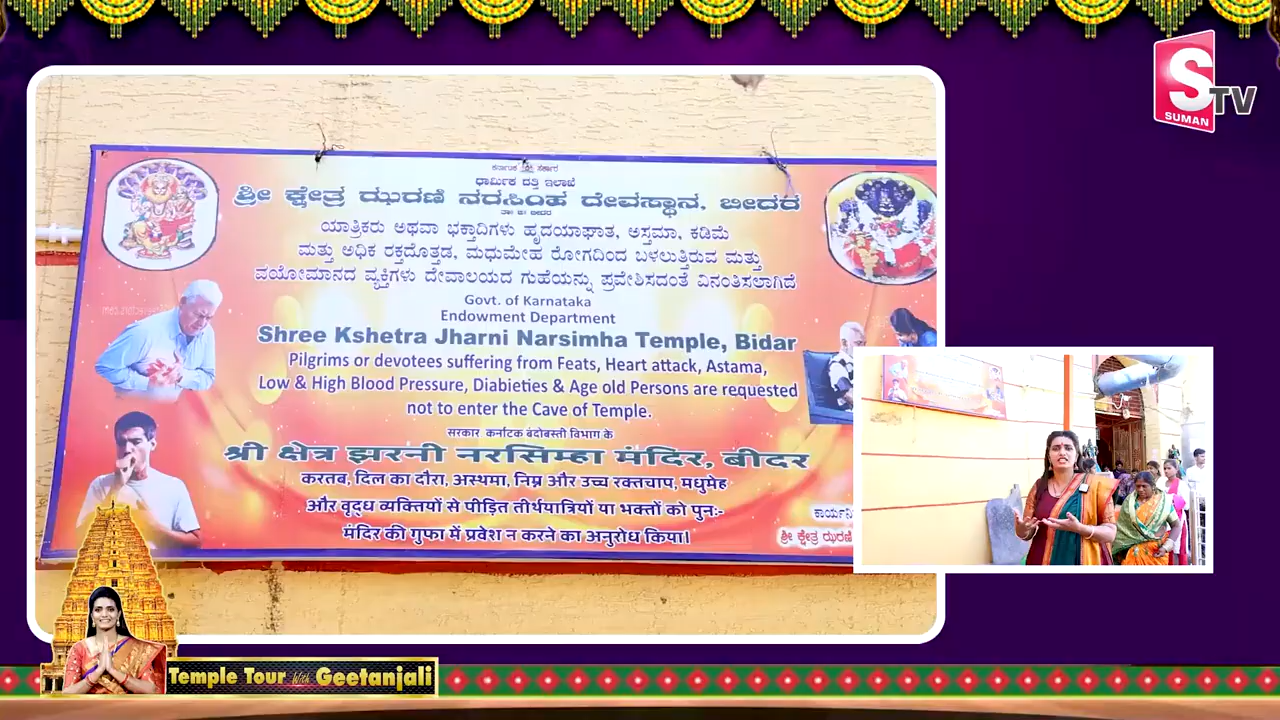 ಕರ್ನಾಟಕ ಸರ್ಕಾರ
ಧಾರ್ಮಿಕ ದತ್ತಿ ಇಲಾಖೆ
ಶ್ರೀ ಕ್ಷೇತ್ರ ಝರಣಿ ನರಸಿಂಹ ದೇವಸ್ಥಾನ, ಬೀದರ
ತಾ॥ ಜಿ॥ ಬೀದರ
ಯಾತ್ರಿಕರು ಅಥವಾ ಭಕ್ತಾದಿಗಳು ಹೃದಯಾಘಾತ, ಅಸ್ತಮಾ, ಕಡಿಮೆ
ಮತ್ತು ಅಧಿಕ ರಕ್ತದೊತ್ತಡ, ಮಧುಮೇಹ ರೋಗದಿಂದ ಬಳಲುತ್ತಿರುವ ಮತ್ತು
ವಯೋಮಾನದ ವ್ಯಕ್ತಿಗಳು ದೇವಾಲಯದ ಗುಹೆಯನ್ನು ಪ್ರವೇಶಿಸದಂತೆ ವಿನಂತಿಸಲಾಗಿದೆ
Govt. of Karnataka
Endowment Department
Shree Kshetra Jharni Narsimha Temple, Bidar
Pilgrims or devotees suffering from Feats, Heart attack, Astama,
Low & High Blood Pressure, Diabieties & Age old Persons are requested
not to enter the Cave of Temple.
सरकार कर्नाटक बंदोबस्ती विभाग के
श्री क्षेत्र झरनी नरसिम्हा मंदिर, बीदर
करतब, दिल का दौरा, अस्थमा, निम्न और उच्च रक्तचाप, मधुमेह
और वृद्ध व्यक्तियों से पीड़ित तीर्थयात्रियों या भक्तों को पुनः-
मंदिर की गुफा में प्रवेश न करने का अनुरोध किया।
ಶ್ರೀ ಕ್ಷೇತ್ರ ಝರಣಿ
S TV
SUMAN
Temple Tour With Geetanjali